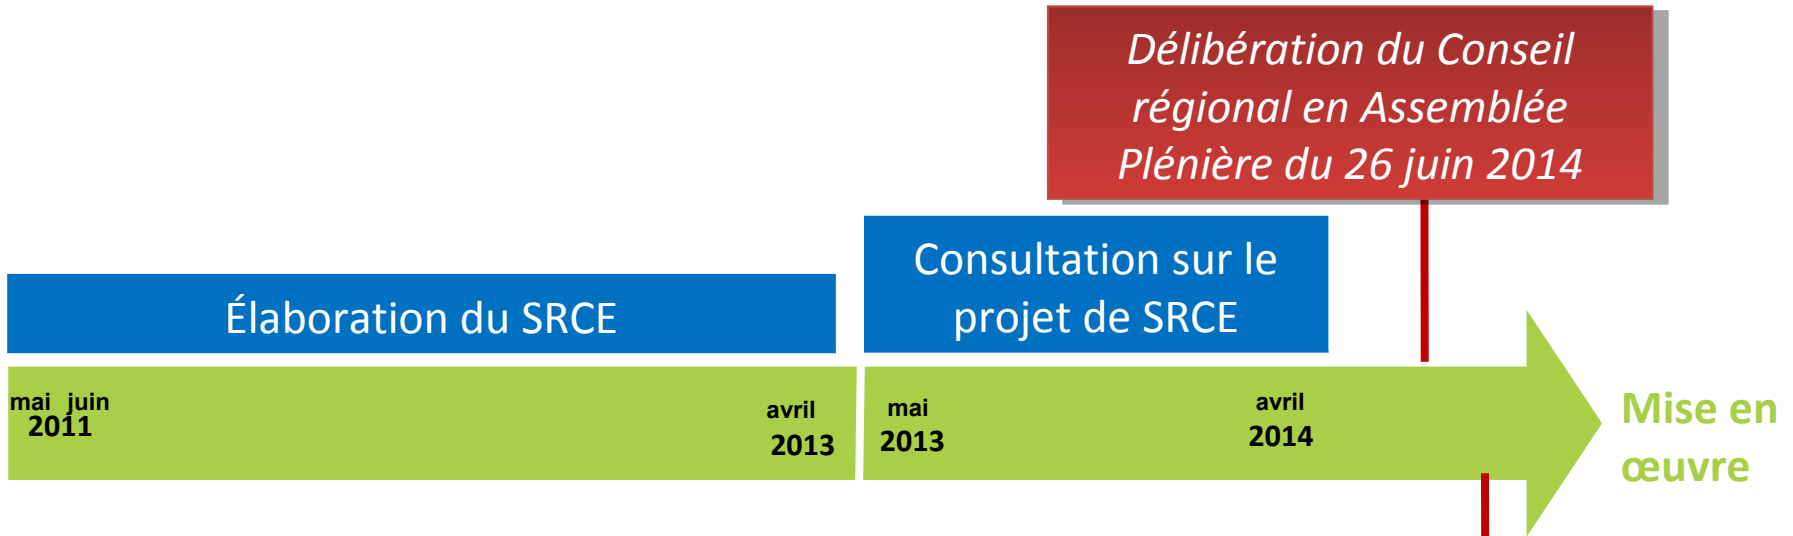 Délibération du Conseil
régional en Assemblée
Plénière du 26 juin 2014
Élaboration du SRCE
Consultation sur le
projet de SRCE
mai juin
2011
avril
2013
mai
2013
avril
2014
Mise en
œuvre